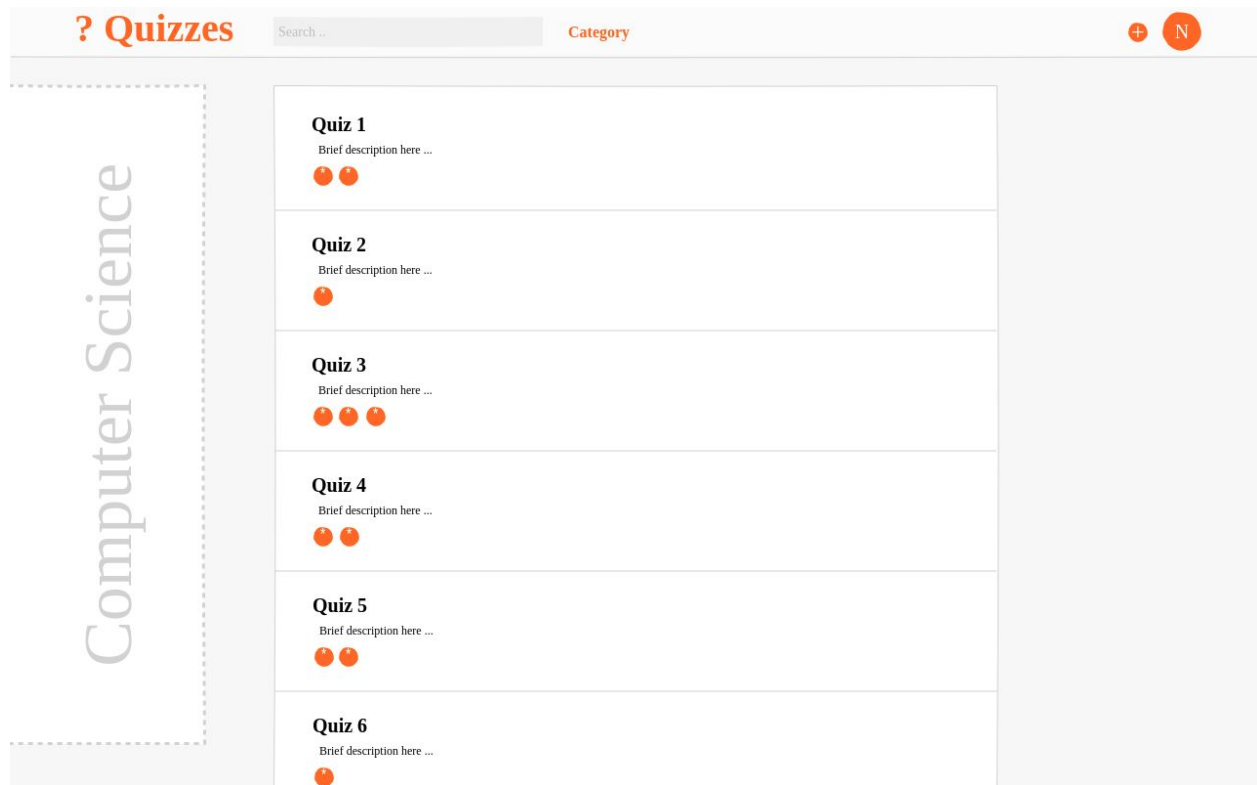 ? Quizzes
Search ..
Category
+
N
Computer Science
Quiz 1
Brief description here ...
* *
Quiz 2
Brief description here ...
*
Quiz 3
Brief description here ...
* * *
Quiz 4
Brief description here ...
* *
Quiz 5
Brief description here ...
* *
Quiz 6
Brief description here ...
*